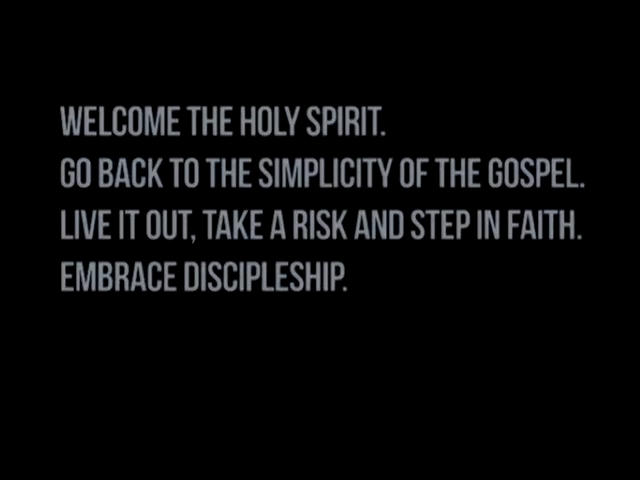 WELCOME THE HOLY SPIRIT.
GO BACK TO THE SIMPLICITY OF THE GOSPEL.
LIVE IT OUT, TAKE A RISK AND STEP IN FAITH.
EMBRACE DISCIPLESHIP.